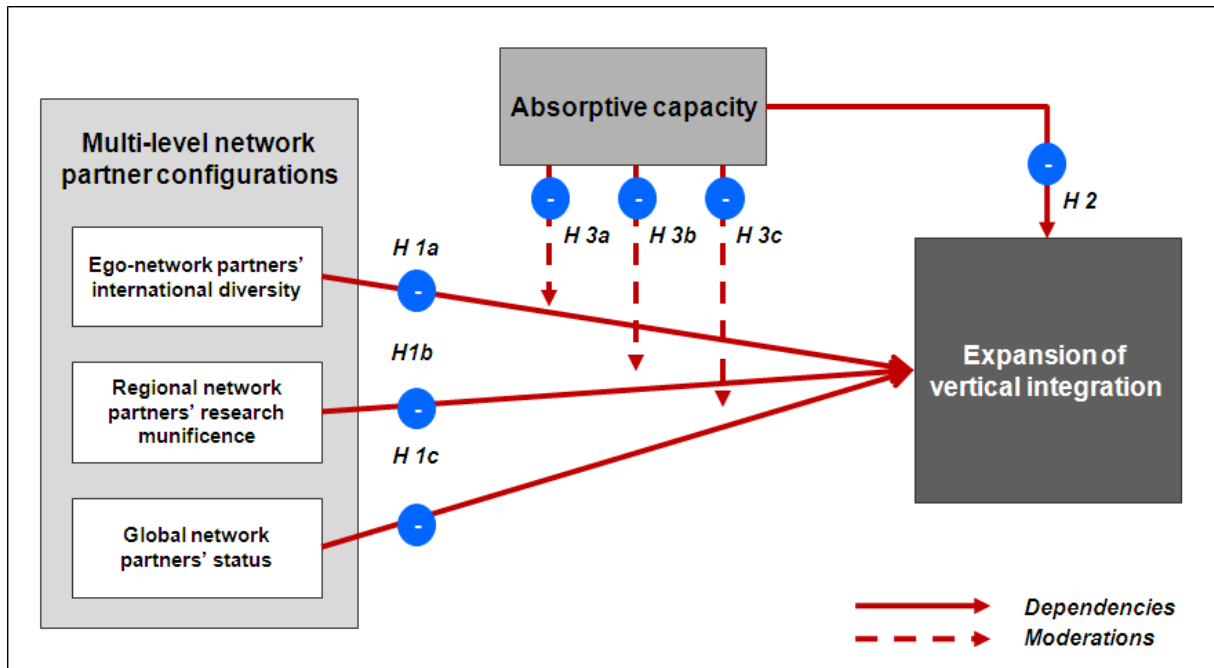 Multi-level network
partner configurations
Ego-network partners’
international diversity
Regional network
partners’ research
munificence
Global network
partners’ status
Absorptive capacity
H 1a
H1b
H 1c
-
-
-
-
-
-
-
H 3a
H 3b
H 3c
H 2
Expansion of
vertical integration
Dependencies
Moderations